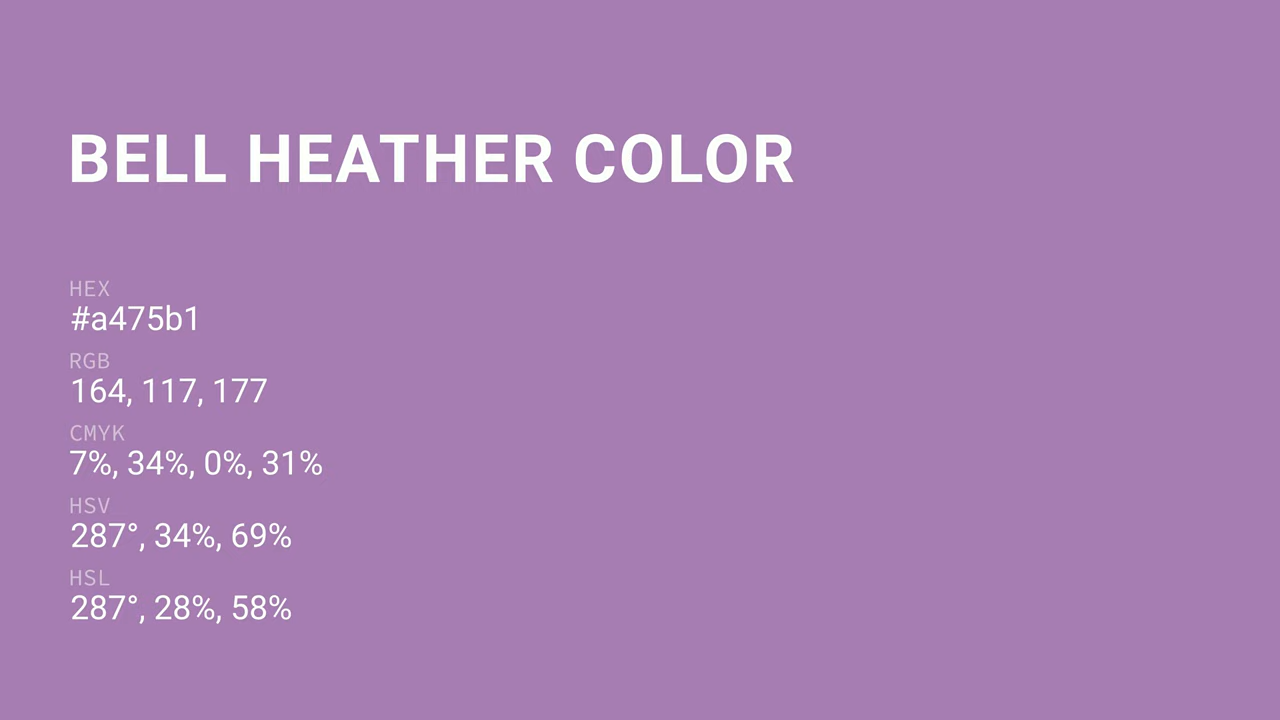 BELL HEATHER COLOR
HEX
#a475b1
RGB
164, 117, 177
CMYK
7%, 34%, 0%, 31%
HSV
287°, 34%, 69%
HSL
287°, 28%, 58%